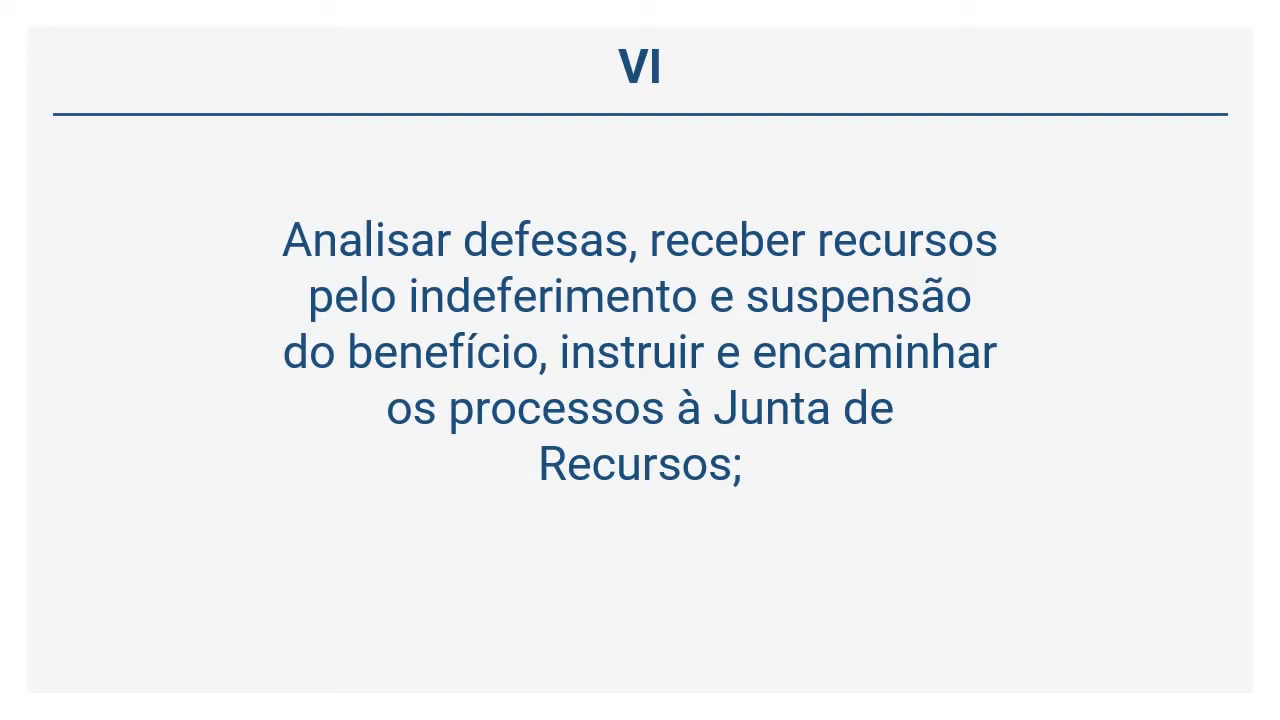 VI
Analisar defesas, receber recursos
pelo indeferimento e suspensão
do benefício, instruir e encaminhar
os processos à Junta de
Recursos;